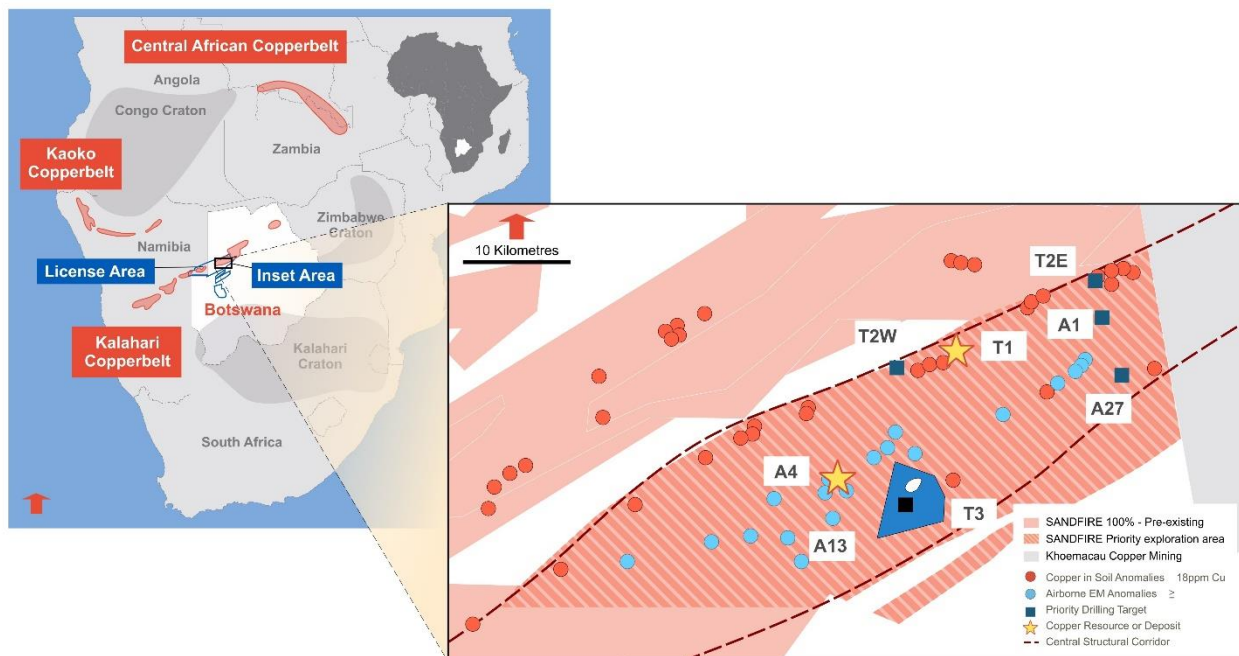 Central African Copperbelt
Angola
Congo Craton
Kaoko
Copperbelt
Zambia
Zimbabwe
Craton
Namibia
License Area
Inset Area
Botswana
Kalahari
Copperbelt
Kalahari
Craton
South Africa
10 Kilometres
T2E
A1
T2W
T1
A27
A4
T3
A13
SANDFIRE 100% - Pre-existing
SANDFIRE Priority exploration area
Khoemacau Copper Mining
Copper in Soil Anomalies 18ppm Cu
Airborne EM Anomalies ≥
Priority Drilling Target
Copper Resource or Deposit
Central Structural Corridor